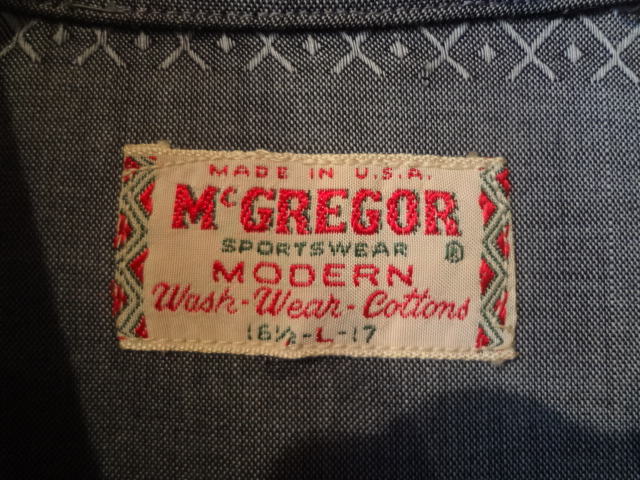 MADE IN U.S.A.
McGREGOR
SPORTSWEAR ®
MODERN
Wash-Wear-Cottons
16½-L-17